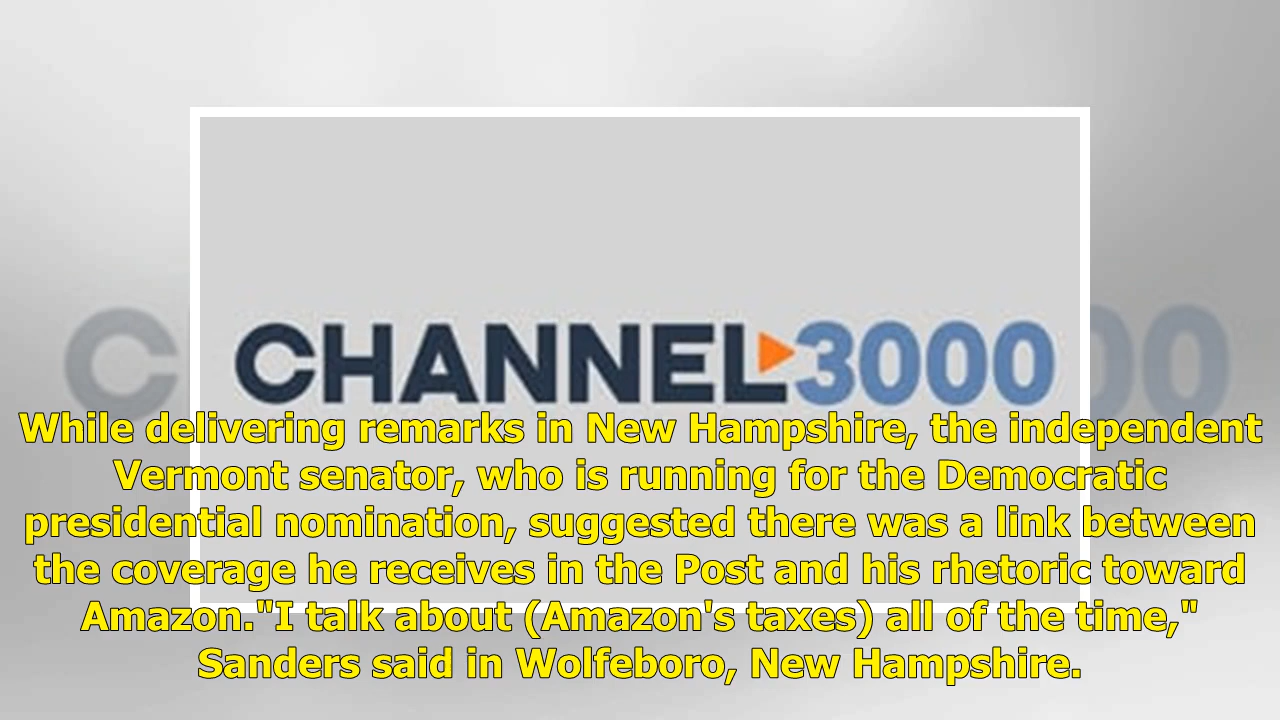 CHANNEL3000
While delivering remarks in New Hampshire, the independent
Vermont senator, who is running for the Democratic
presidential nomination, suggested there was a link between
the coverage he receives in the Post and his rhetoric toward
Amazon."I talk about (Amazon's taxes) all of the time,"
Sanders said in Wolfeboro, New Hampshire.